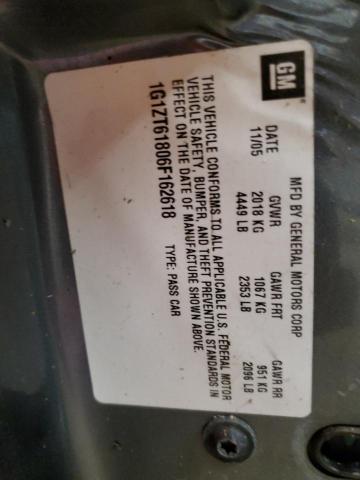 GM
MFD BY GENERAL MOTORS CORP
DATE GVWR GAWR FRT GAWR RR
11/05 2018 KG 1067 KG 951 KG
4449 LB 2353 LB 2096 LB
THIS VEHICLE CONFORMS TO ALL APPLICABLE U.S. FEDERAL MOTOR
VEHICLE SAFETY, BUMPER, AND THEFT PREVENTION STANDARDS IN
EFFECT ON THE DATE OF MANUFACTURE SHOWN ABOVE.
1G1ZT61806F162618 TYPE: PASS CAR